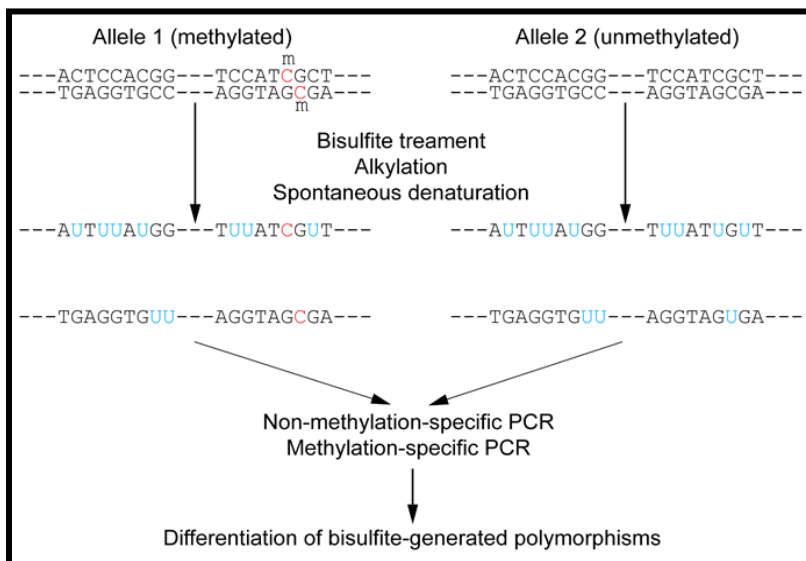 Allele 1 (methylated) Allele 2 (unmethylated)
m
---ACTCCACGG---TCCATCGCT--- ---ACTCCACGG---TCCATCGCT---
TGAGGTGCC AGGTAGCGA TGAGGTGCC AGGTAGCGA
m
Bisulfite treament
Alkylation
Spontaneous denaturation
---AUTUUAUGG---TUUATCGUT--- ---AUTUUAUGG---TUUATUGUT---
---TGAGGTGUU---AGGTAGCGA--- ---TGAGGTGUU---AGGTAGUGA---
Non-methylation-specific PCR
Methylation-specific PCR
Differentiation of bisulfite-generated polymorphisms